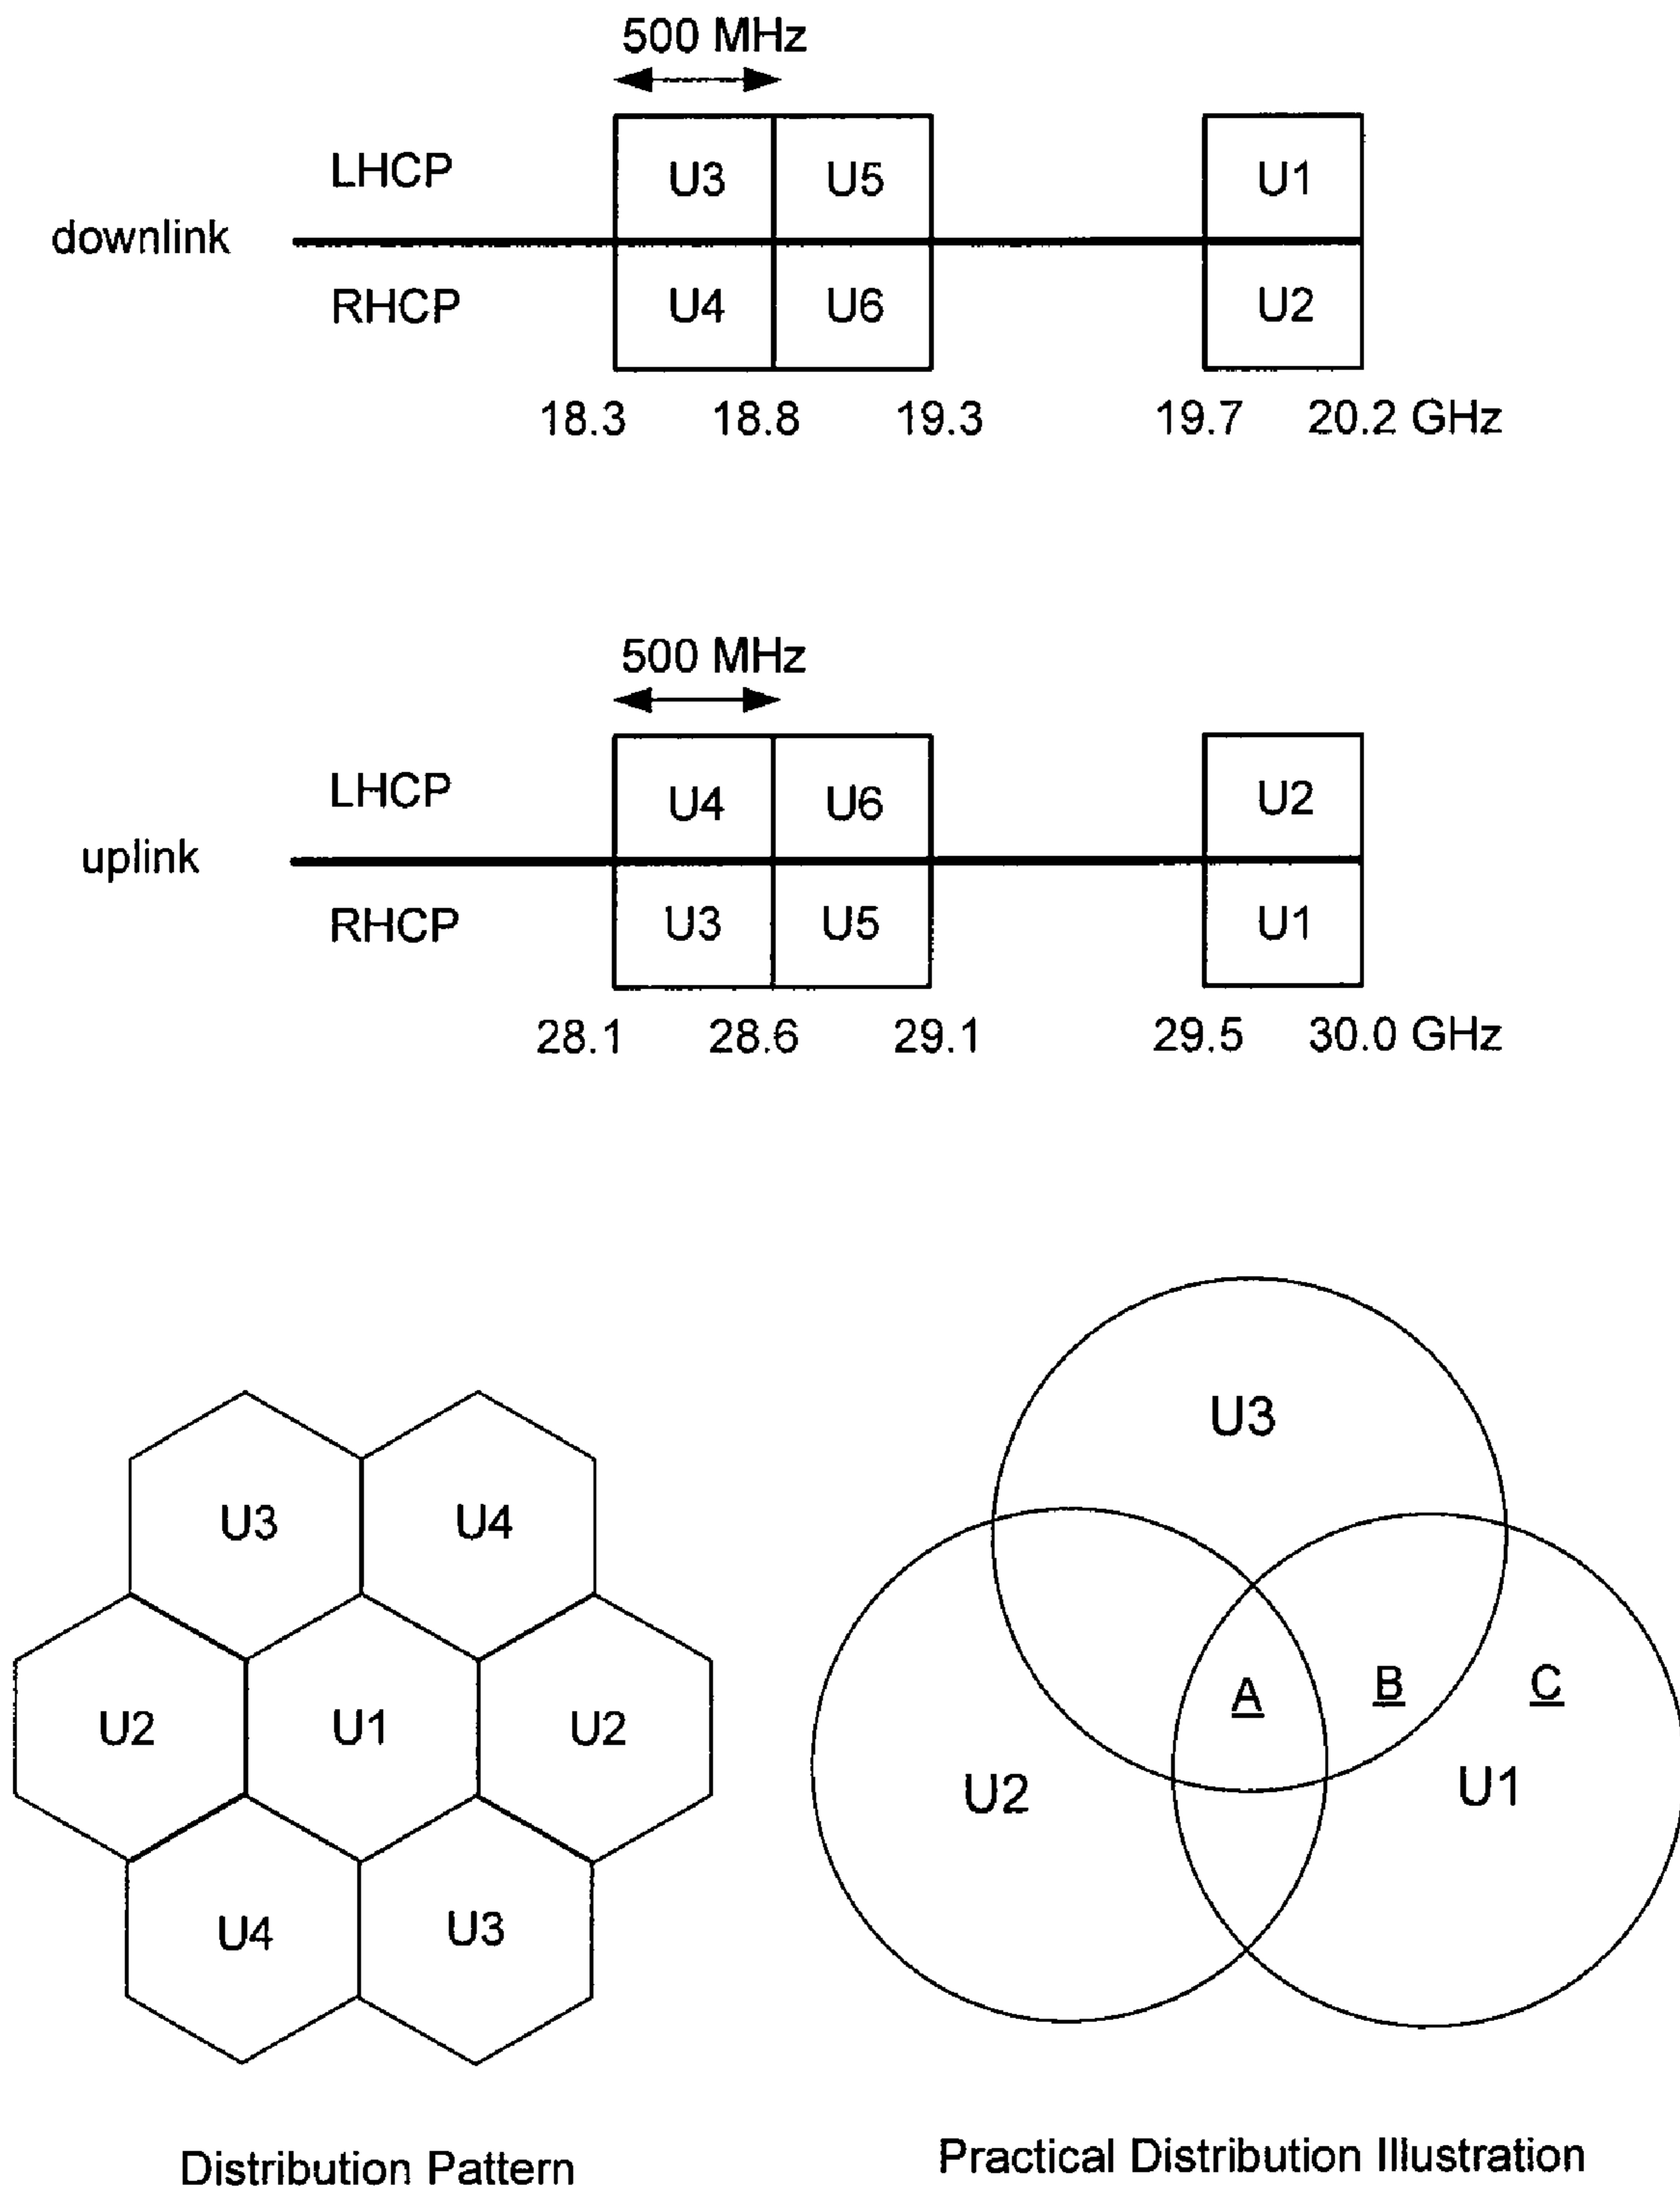 500 MHz
LHCP U3 U5 U1
downlink
RHCP U4 U6 U2
18.3 18.8 19.3 19.7 20.2 GHz
500 MHz
LHCP U4 U6 U2
uplink
RHCP U3 U5 U1
28.1 28.6 29.1 29.5 30.0 GHz
U3 U4
U2 U1 U2
U4 U3
Distribution Pattern
U3
A B C
U2 U1
Practical Distribution Illustration